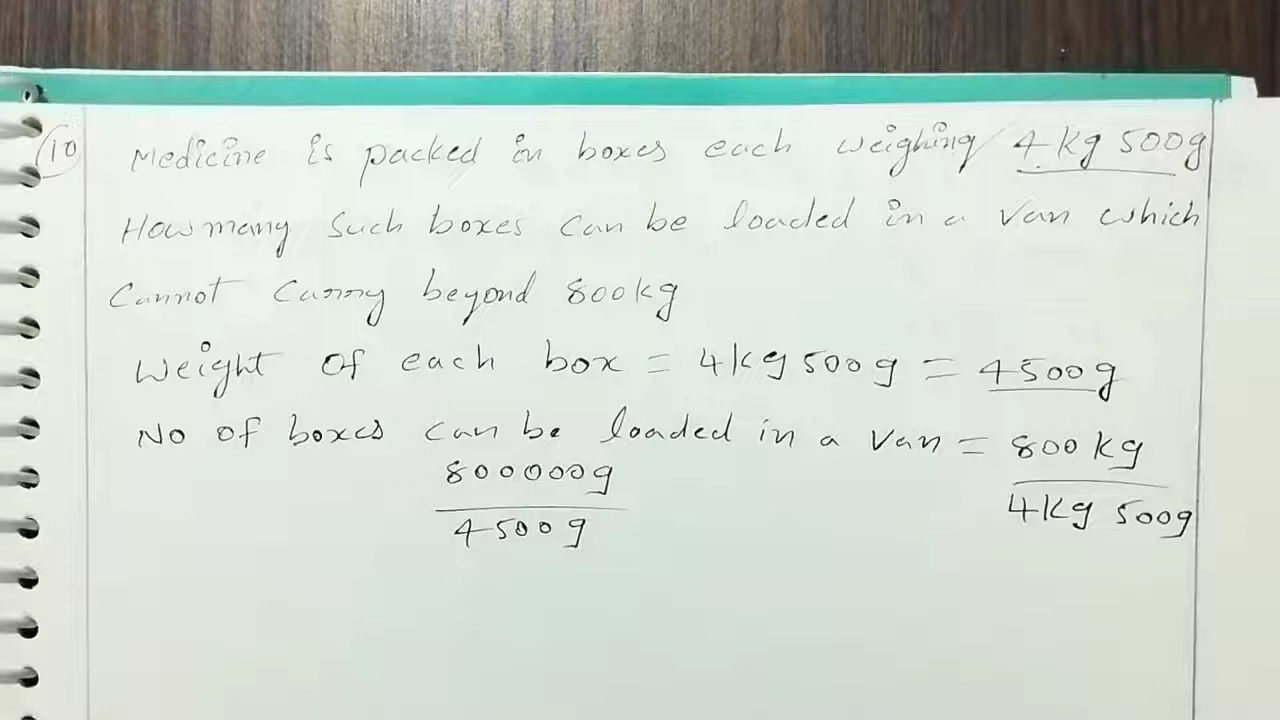 10 Medicine is packed in boxes each weighing 4 kg 500g
How many such boxes can be loaded in a van which
Cannot carry beyond 800kg
Weight of each box = 4kg 500g = 4500g
No of boxes can be loaded in a van = 800 kg
800000g
4kg 500g
4500g